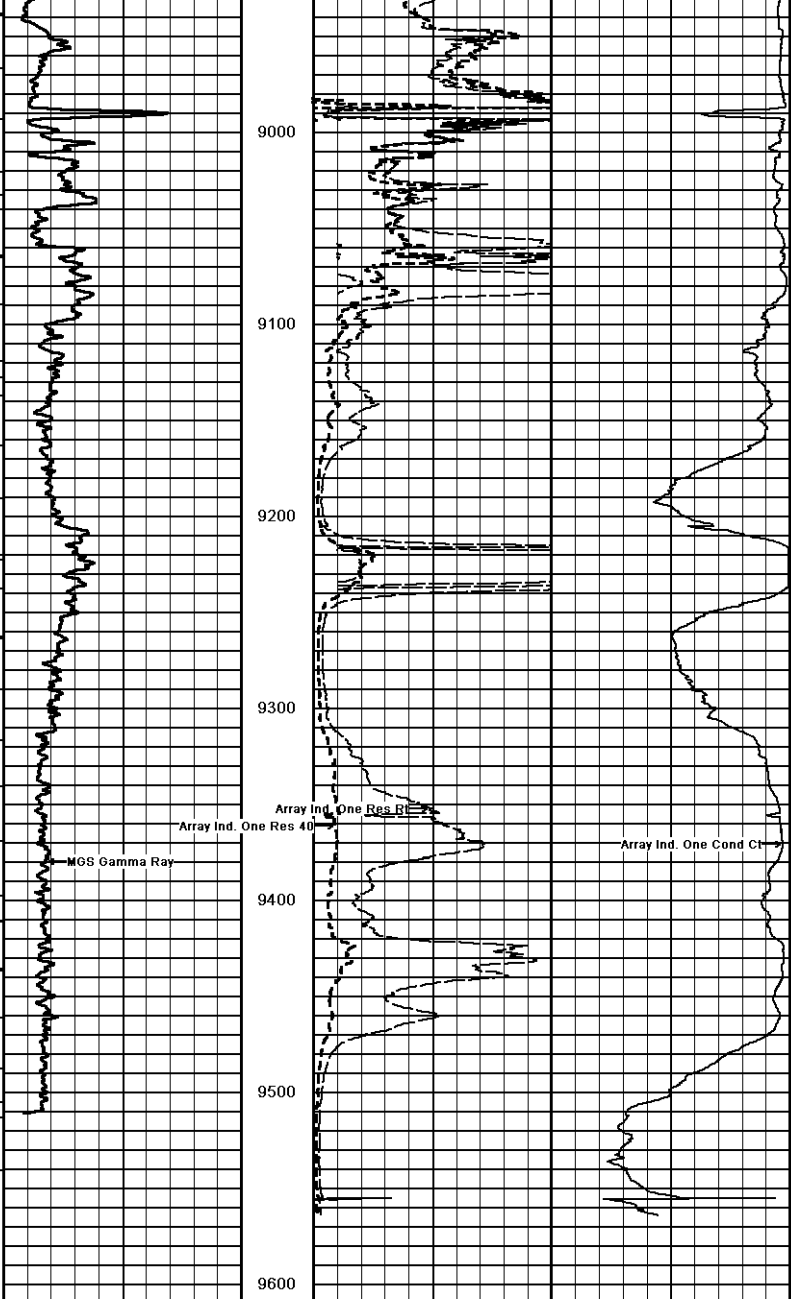 9000
9100
9200
9300
Array Ind. One Res Rt
Array Ind. One Res 40
Array Ind. One Cond Ct
MGS Gamma Ray
9400
9500
9600